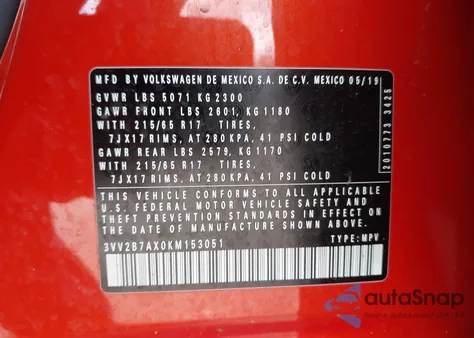 MFD BY VOLKSWAGEN DE MEXICO S.A. DE C.V. MEXICO 05/19
GVWR LBS 5071 KG 2300
GAWR FRONT LBS 2601, KG 1180
WITH 215/65 R17 TIRES,
7JX17 RIMS, AT 280 KPA, 41 PSI COLD
GAWR REAR LBS 2579, KG 1170
WITH 215/65 R17 TIRES,
7JX17 RIMS, AT 280 KPA, 41 PSI COLD
THIS VEHICLE CONFORMS TO ALL APPLICABLE
U.S. FEDERAL MOTOR VEHICLE SAFETY AND
THEFT PREVENTION STANDARDS IN EFFECT ON
THE DATE OF MANUFACTURE SHOWN ABOVE.
3VV2B7AX0KM153051 TYPE: MPV
20110773 3425
autoSnap